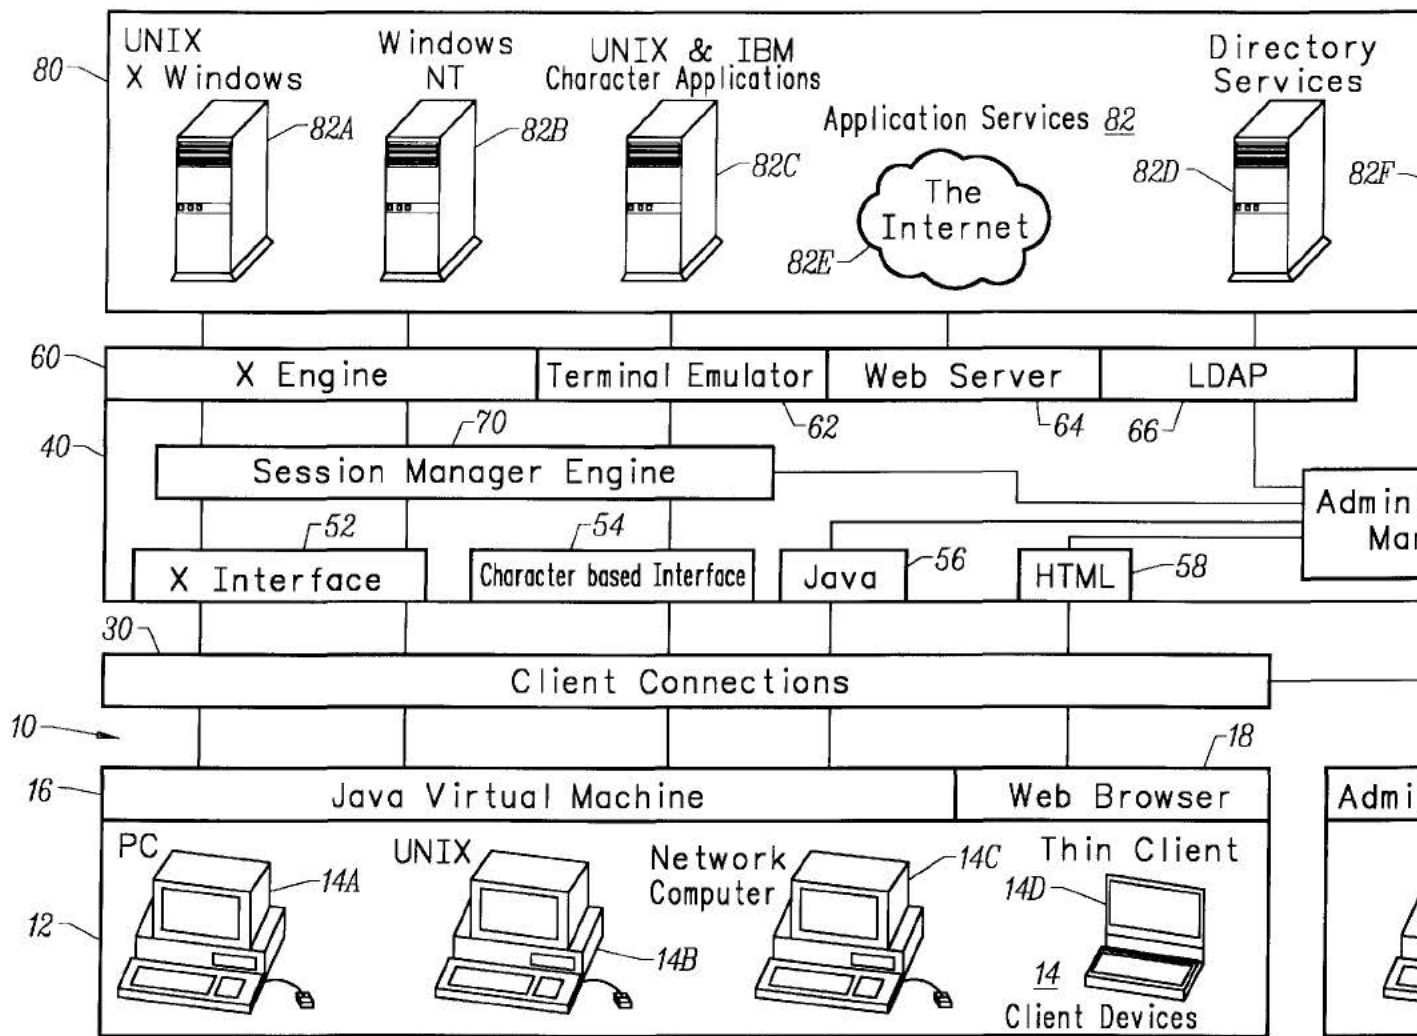 UNIX
X Windows
Windows
NT
UNIX & IBM
Character Applications
Directory
Services
80
82A
82B
82C
Application Services 82
82D
82F
The
Internet
82E
60
X Engine
Terminal Emulator
Web Server
LDAP
62
64
66
40
70
Session Manager Engine
Admin
Man
52
54
56
58
X Interface
Character based Interface
Java
HTML
30
Client Connections
10
18
16
Java Virtual Machine
Web Browser
Admi
PC
14A
UNIX
14B
Network
Computer
14C
Thin Client
14D
12
14
Client Devices